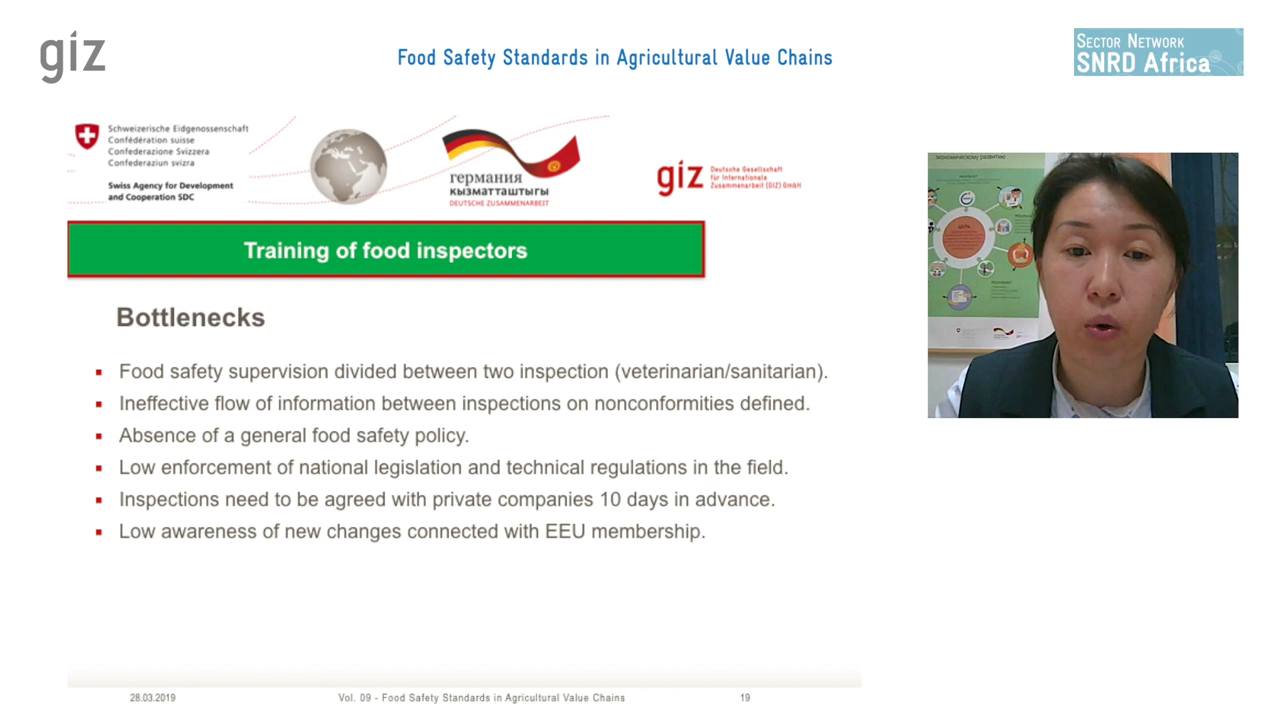 giz
Food Safety Standards in Agricultural Value Chains
SECTOR NETWORK
SNRD Africa
Schweizerische Eidgenossenschaft
Confédération suisse
Confederazione Svizzera
Confederaziun svizra
Swiss Agency for Development
and Cooperation SDC
германия
КЫЗМАТТАШТЫГЫ
DEUTSCHE ZUSAMMENARBEIT
giz
Deutsche Gesellschaft
für Internationale
Zusammenarbeit (GIZ) GmbH
экономическому развитию
ЦЕЛЬ
Training of food inspectors
Bottlenecks
Food safety supervision divided between two inspection (veterinarian/sanitarian).
Ineffective flow of information between inspections on nonconformities defined.
Absence of a general food safety policy.
Low enforcement of national legislation and technical regulations in the field.
Inspections need to be agreed with private companies 10 days in advance.
Low awareness of new changes connected with EEU membership.
28.03.2019
Vol. 09 - Food Safety Standards in Agricultural Value Chains
19